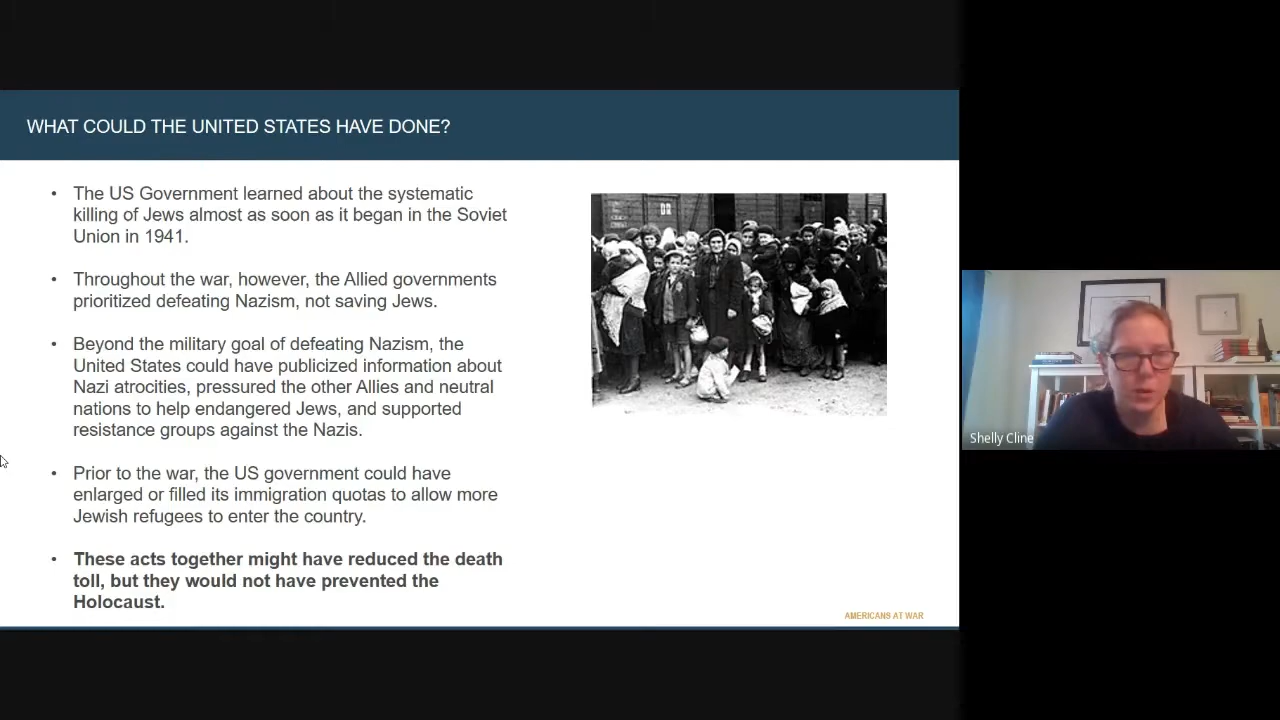 WHAT COULD THE UNITED STATES HAVE DONE?
• The US Government learned about the systematic
killing of Jews almost as soon as it began in the Soviet
Union in 1941.
• Throughout the war, however, the Allied governments
prioritized defeating Nazism, not saving Jews.
• Beyond the military goal of defeating Nazism, the
United States could have publicized information about
Nazi atrocities, pressured the other Allies and neutral
nations to help endangered Jews, and supported
resistance groups against the Nazis.
• Prior to the war, the US government could have
enlarged or filled its immigration quotas to allow more
Jewish refugees to enter the country.
• These acts together might have reduced the death
toll, but they would not have prevented the
Holocaust.
AMERICANS AT WAR
Shelly Cline